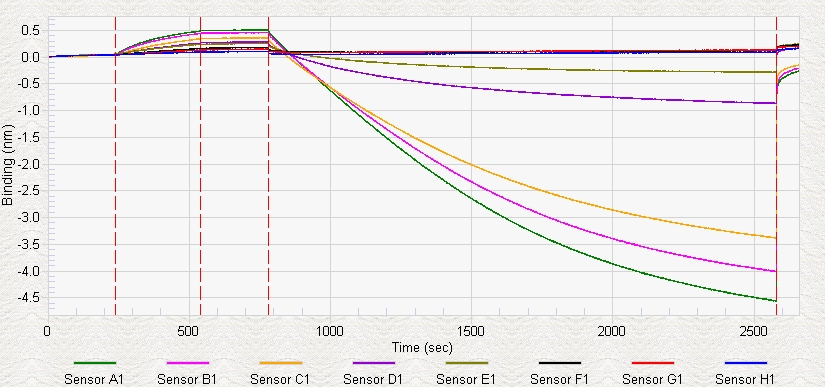 0.5
0.0
-0.5
-1.0
-1.5
-2.0
-2.5
-3.0
-3.5
-4.0
-4.5
Binding (nm)
0 500 1000 1500 2000 2500
Time (sec)
Sensor A1 Sensor B1 Sensor C1 Sensor D1 Sensor E1 Sensor F1 Sensor G1 Sensor H1